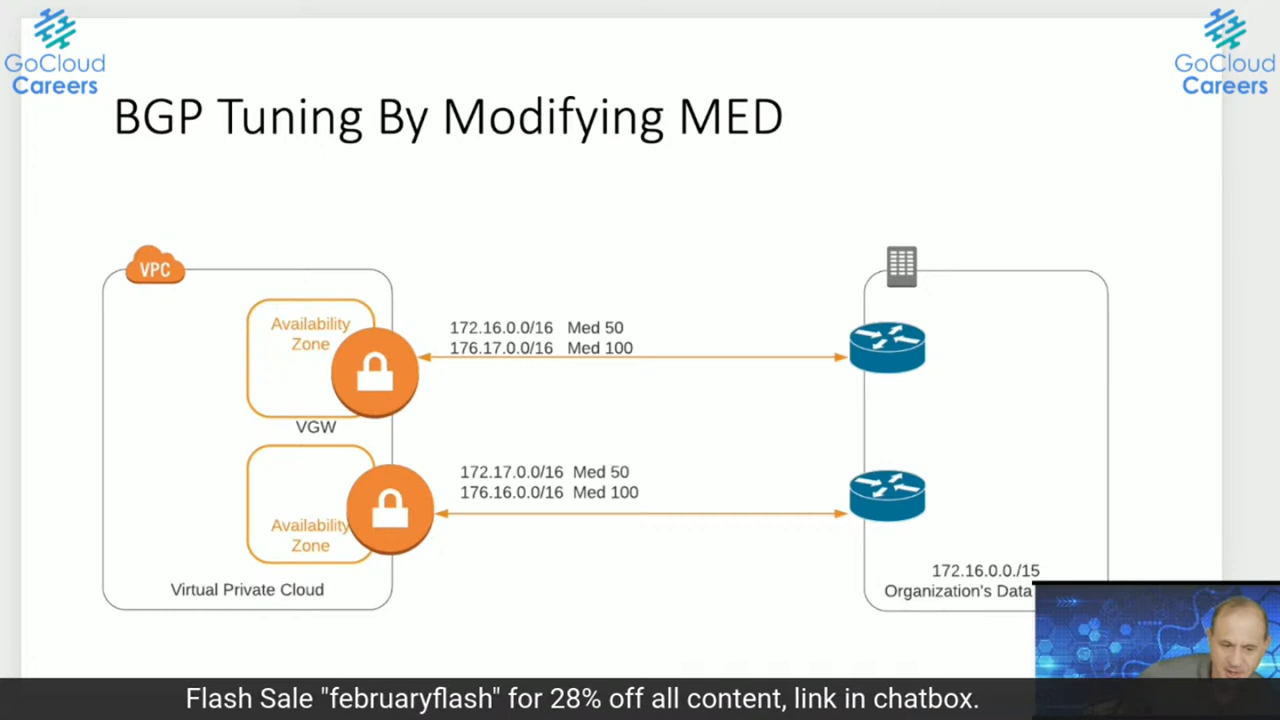 GoCloud
Careers
GoCloud
Careers
BGP Tuning By Modifying MED
VPC
Availability
Zone
VGW
Availability
Zone
Virtual Private Cloud
172.16.0.0/16 Med 50
176.17.0.0/16 Med 100
172.17.0.0/16 Med 50
176.16.0.0/16 Med 100
172.16.0.0./15
Organization's Data
Flash Sale "februaryflash" for 28% off all content, link in chatbox.